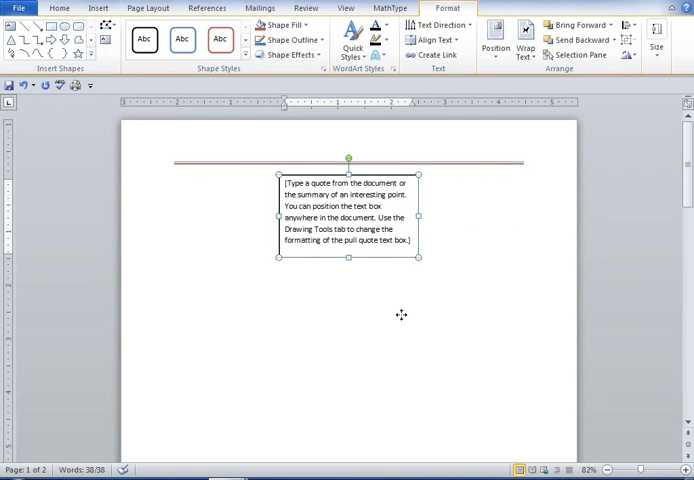 File Home Insert Page Layout References Mailings Review View MathType Format
Abc Abc Abc
Shape Fill
Shape Outline
Shape Effects
Quick
Styles
Text Direction
Align Text
Create Link
Position
Wrap
Text
Bring Forward
Send Backward
Selection Pane
Size
Insert Shapes Shape Styles WordArt Styles Text Arrange
[Type a quote from the document or
the summary of an interesting point.
You can position the text box
anywhere in the document. Use the
Drawing Tools tab to change the
formatting of the pull quote text box.]
Page: 1 of 2 Words: 38/38 82%